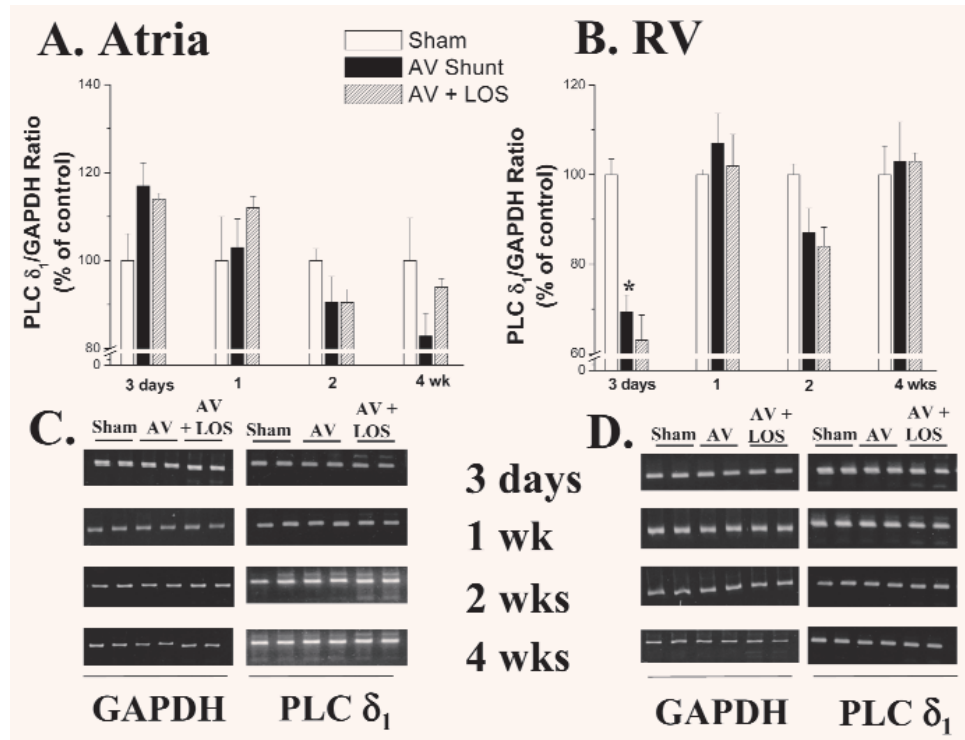 A. Atria
Sham
AV Shunt
AV + LOS
B. RV
PLC δ1/GAPDH Ratio
(% of control)
140
120
100
80
0
3 days 1 2 4 wk
PLC δ1/GAPDH Ratio
(% of control)
120
100
80
60
0
*
3 days 1 2 4 wks
C.
Sham AV AV
+ LOS
Sham AV AV +
LOS
D.
Sham AV AV +
LOS
Sham AV AV +
LOS
3 days
1 wk
2 wks
4 wks
GAPDH PLC δ1
GAPDH PLC δ1